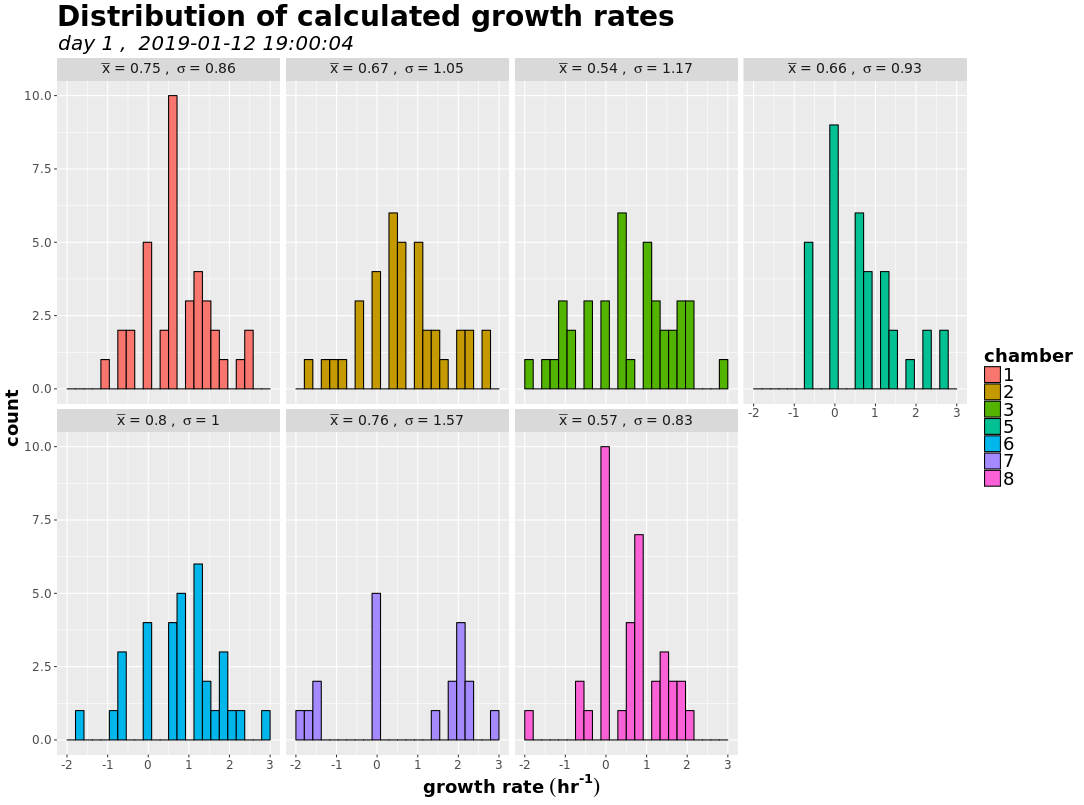 Distribution of calculated growth rates
day 1 ,  2019-01-12 19:00:04
x̅ = 0.75 ,  σ = 0.86
x̅ = 0.67 ,  σ = 1.05
x̅ = 0.54 ,  σ = 1.17
x̅ = 0.66 ,  σ = 0.93
10.0
7.5
5.0
2.5
0.0
-2 -1 0 1 2 3
x̅ = 0.8 ,  σ = 1
x̅ = 0.76 ,  σ = 1.57
x̅ = 0.57 ,  σ = 0.83
10.0
7.5
5.0
2.5
0.0
-2 -1 0 1 2 3
-2 -1 0 1 2 3
-2 -1 0 1 2 3
count
growth rate (hr⁻¹)
chamber
1
2
3
5
6
7
8